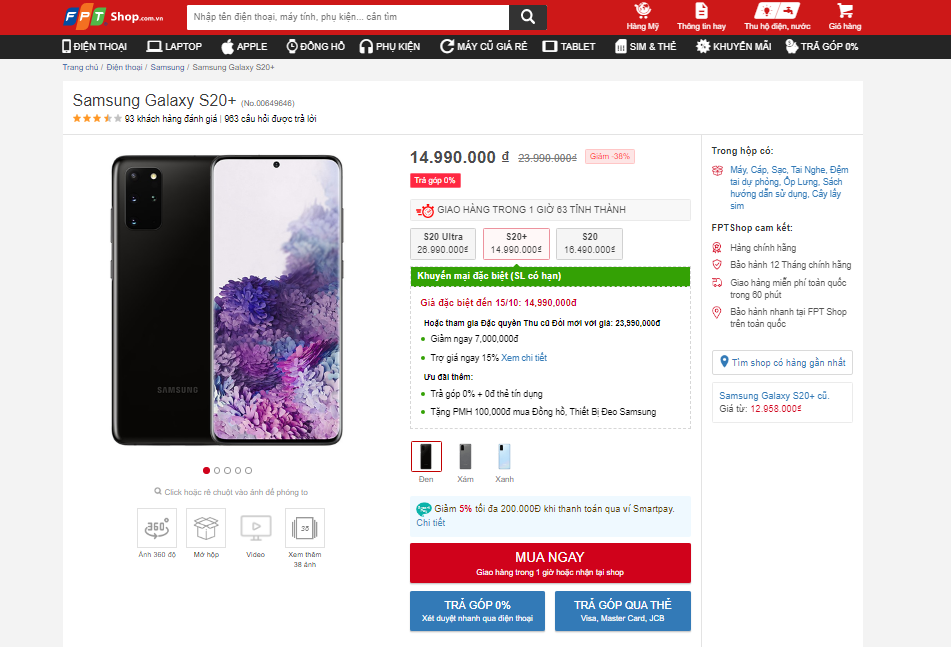 FPT Shop.com.vn
Nhập tên điện thoại, máy tính, phụ kiện... cần tìm
Hàng Mỹ
Thông tin hay
Thu hộ điện, nước
Giỏ hàng
ĐIỆN THOẠI
LAPTOP
APPLE
ĐỒNG HỒ
PHỤ KIỆN
MÁY CŨ GIÁ RẺ
TABLET
SIM & THẺ
KHUYẾN MÃI
TRẢ GÓP 0%
Trang chủ / Điện thoại / Samsung / Samsung Galaxy S20+
Samsung Galaxy S20+ (No.00649646)
93 khách hàng đánh giá | 963 câu hỏi được trả lời
SAMSUNG
Click hoặc rê chuột vào ảnh để phóng to
360°
38
Ảnh 360 độ
Mở hộp
Video
Xem thêm
38 ảnh
14.990.000 ₫ 23.990.000₫ Giảm -38%
Trả góp 0%
GIAO HÀNG TRONG 1 GIỜ 63 TỈNH THÀNH
S20 Ultra
26.990.000₫
S20+
14.990.000₫
S20
16.490.000₫
Khuyến mại đặc biệt (SL có hạn)
Giá đặc biệt đến 15/10: 14,990,000đ
Hoặc tham gia Đặc quyền Thu cũ Đổi mới với giá: 23,990,000đ
Giảm ngay 7,000,000đ
Trợ giá ngay 15% Xem chi tiết
Ưu đãi thêm:
Trả góp 0% + 0đ thẻ tín dụng
Tặng PMH 100,000đ mua Đồng hồ, Thiết Bị Đeo Samsung
Đen
Xám
Xanh
Giảm 5% tối đa 200.000Đ khi thanh toán qua ví Smartpay.
Chi tiết
MUA NGAY
Giao hàng trong 1 giờ hoặc nhận tại shop
TRẢ GÓP 0%
Xét duyệt nhanh qua điện thoại
TRẢ GÓP QUA THẺ
Visa, Master Card, JCB
Trong hộp có:
Máy, Cáp, Sạc, Tai Nghe, Đệm
tai dự phòng, Ốp Lưng, Sách
hướng dẫn sử dụng, Cây lấy
sim
FPTShop cam kết:
Hàng chính hãng
Bảo hành 12 Tháng chính hãng
Giao hàng miễn phí toàn quốc
trong 60 phút
Bảo hành nhanh tại FPT Shop
trên toàn quốc
Tìm shop có hàng gần nhất
Samsung Galaxy S20+ cũ.
Giá từ: 12.958.000₫